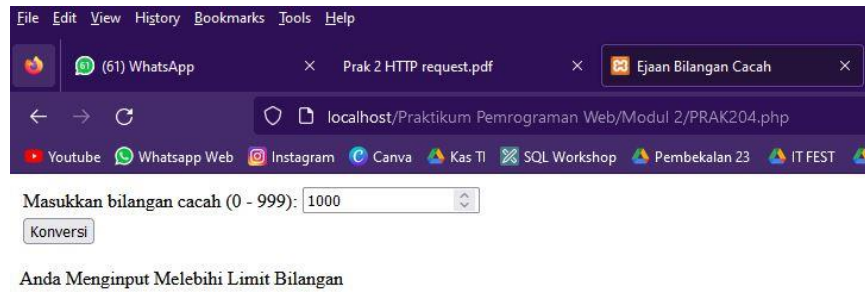 File Edit View History Bookmarks Tools Help
61 (61) WhatsApp × Prak 2 HTTP request.pdf × Ejaan Bilangan Cacah ×
localhost/Praktikum Pemrograman Web/Modul 2/PRAK204.php
Youtube Whatsapp Web Instagram Canva Kas TI SQL Workshop Pembekalan 23 IT FEST
Masukkan bilangan cacah (0 - 999): 1000
Konversi
Anda Menginput Melebihi Limit Bilangan